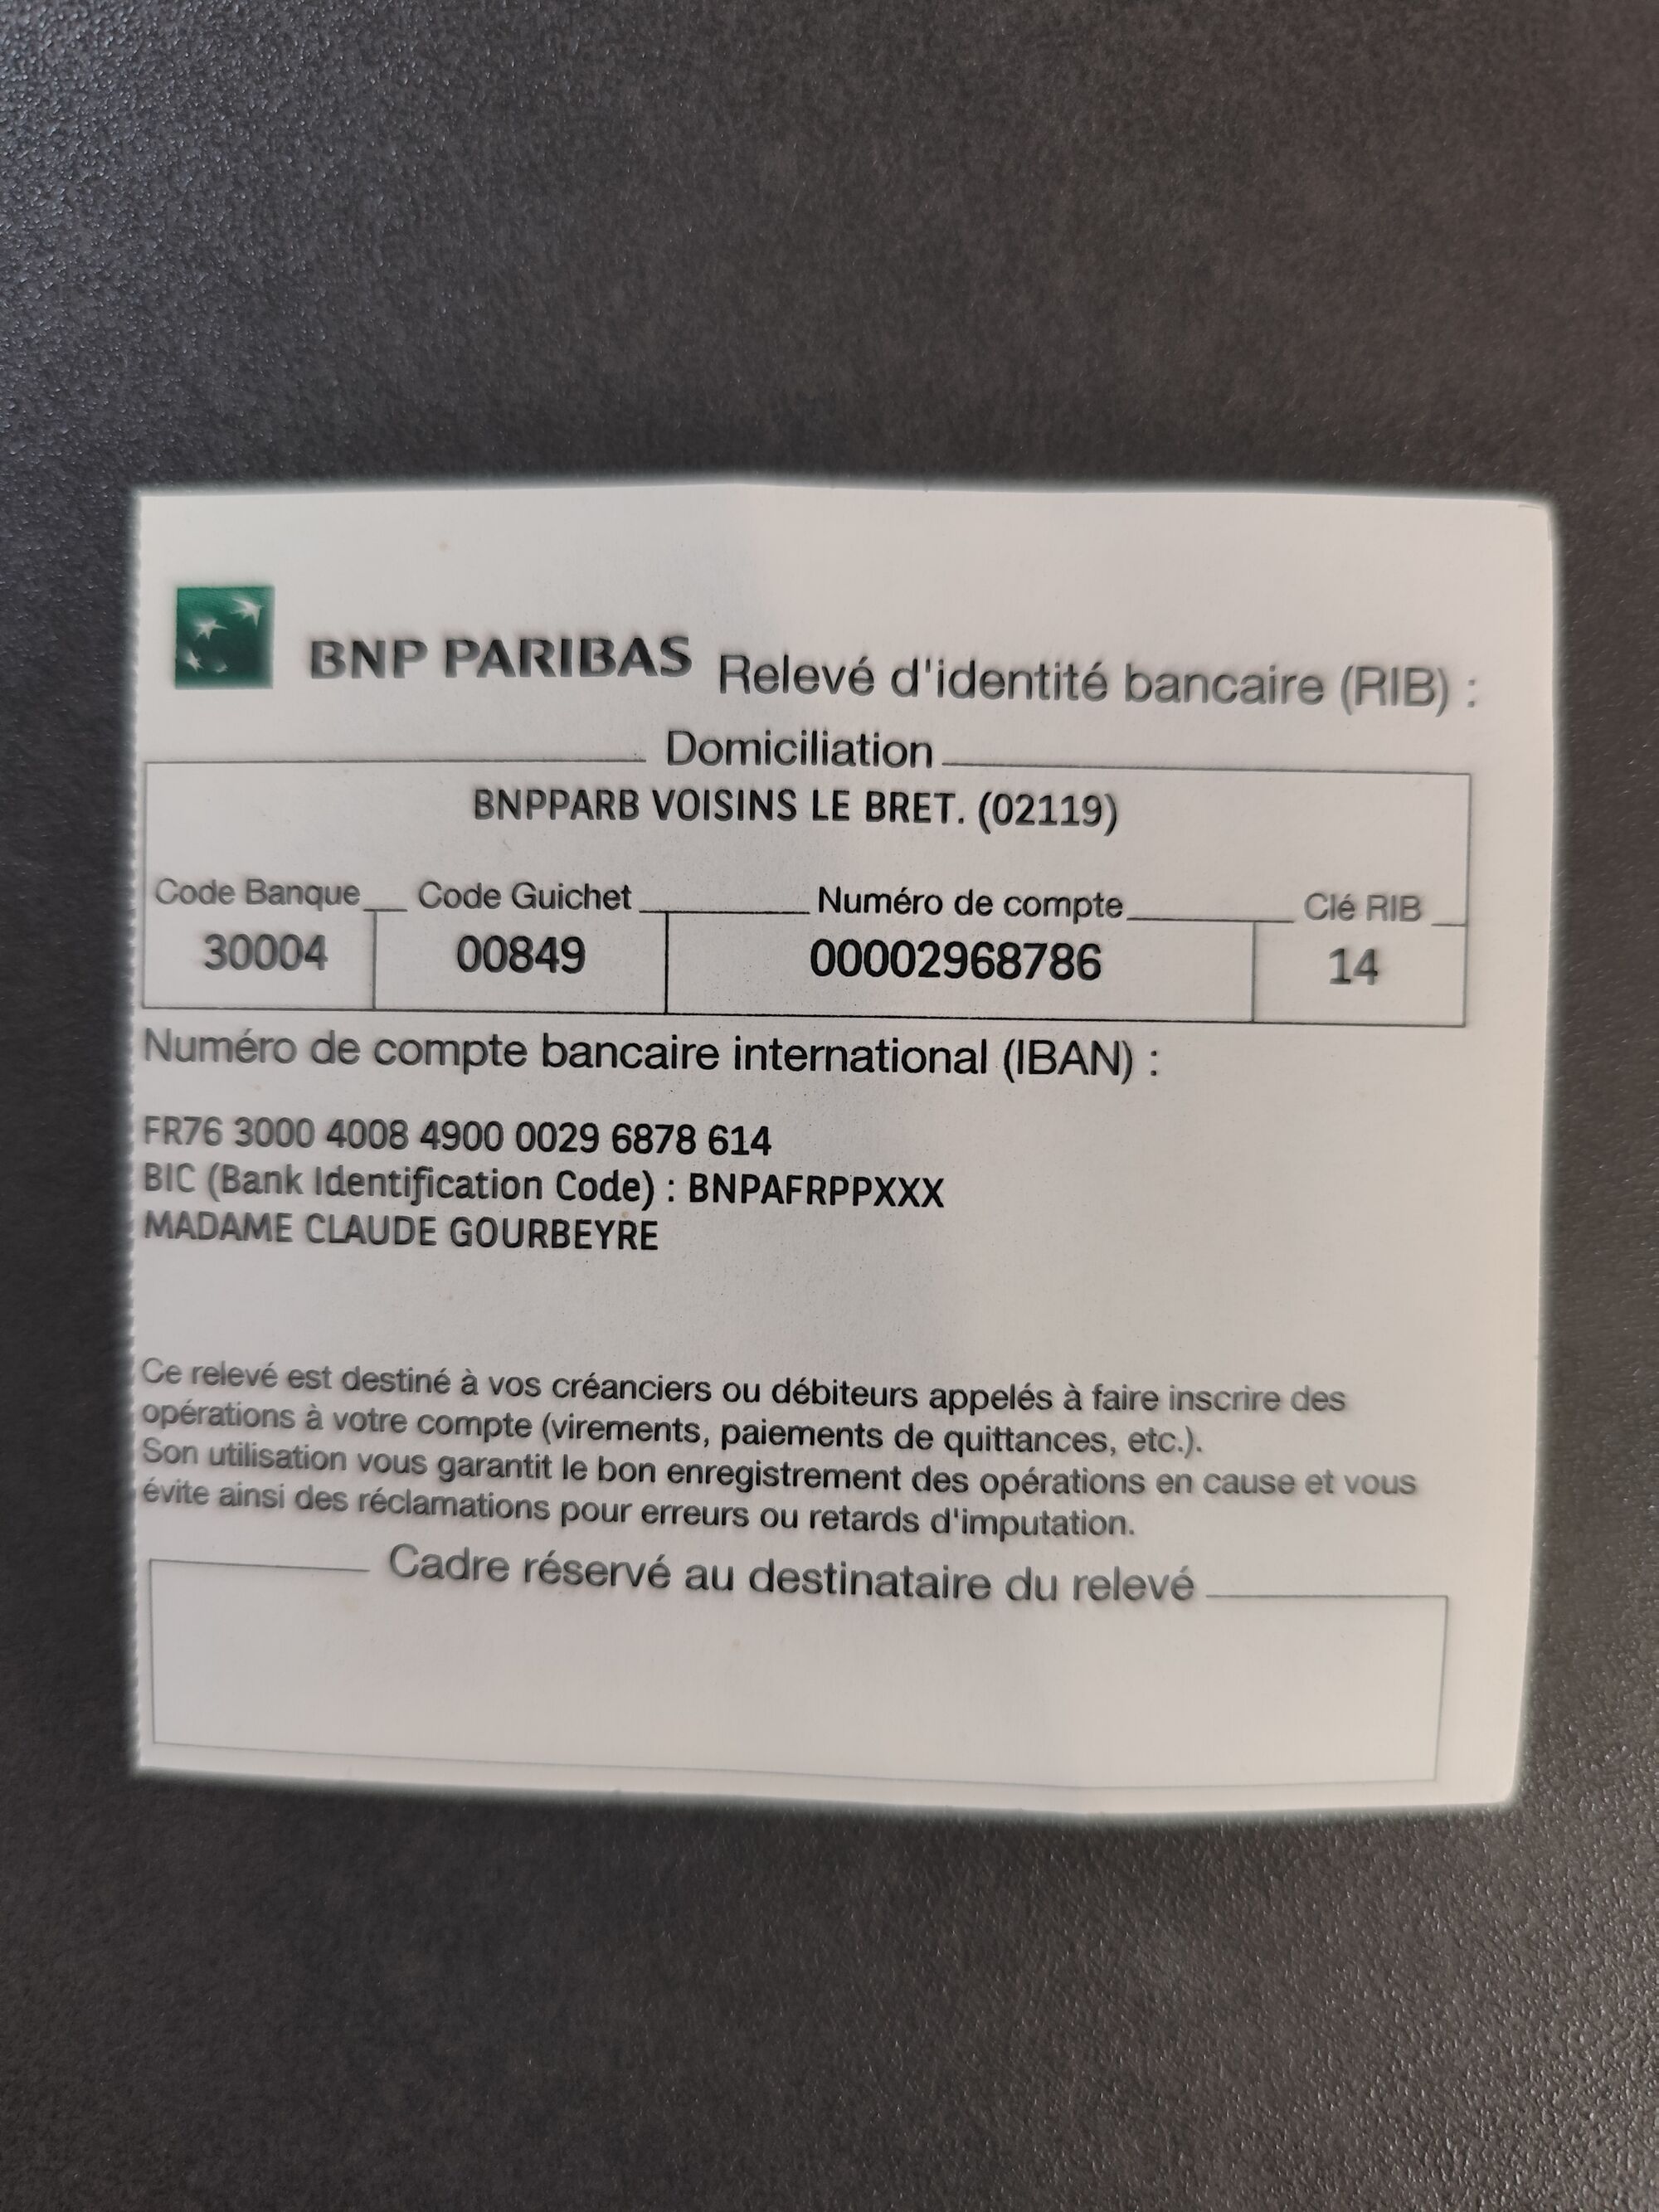 BNP PARIBAS Relevé d'identité bancaire (RIB) :
Domiciliation
BNPPARB VOISINS LE BRET. (02119)
Code Banque Code Guichet Numéro de compte Clé RIB
30004 00849 00002968786 14
Numéro de compte bancaire international (IBAN) :
FR76 3000 4008 4900 0029 6878 614
BIC (Bank Identification Code) : BNPAFRPPXXX
MADAME CLAUDE GOURBEYRE
Ce relevé est destiné à vos créanciers ou débiteurs appelés à faire inscrire des
opérations à votre compte (virements, paiements de quittances, etc.).
Son utilisation vous garantit le bon enregistrement des opérations en cause et vous
évite ainsi des réclamations pour erreurs ou retards d'imputation.
Cadre réservé au destinataire du relevé